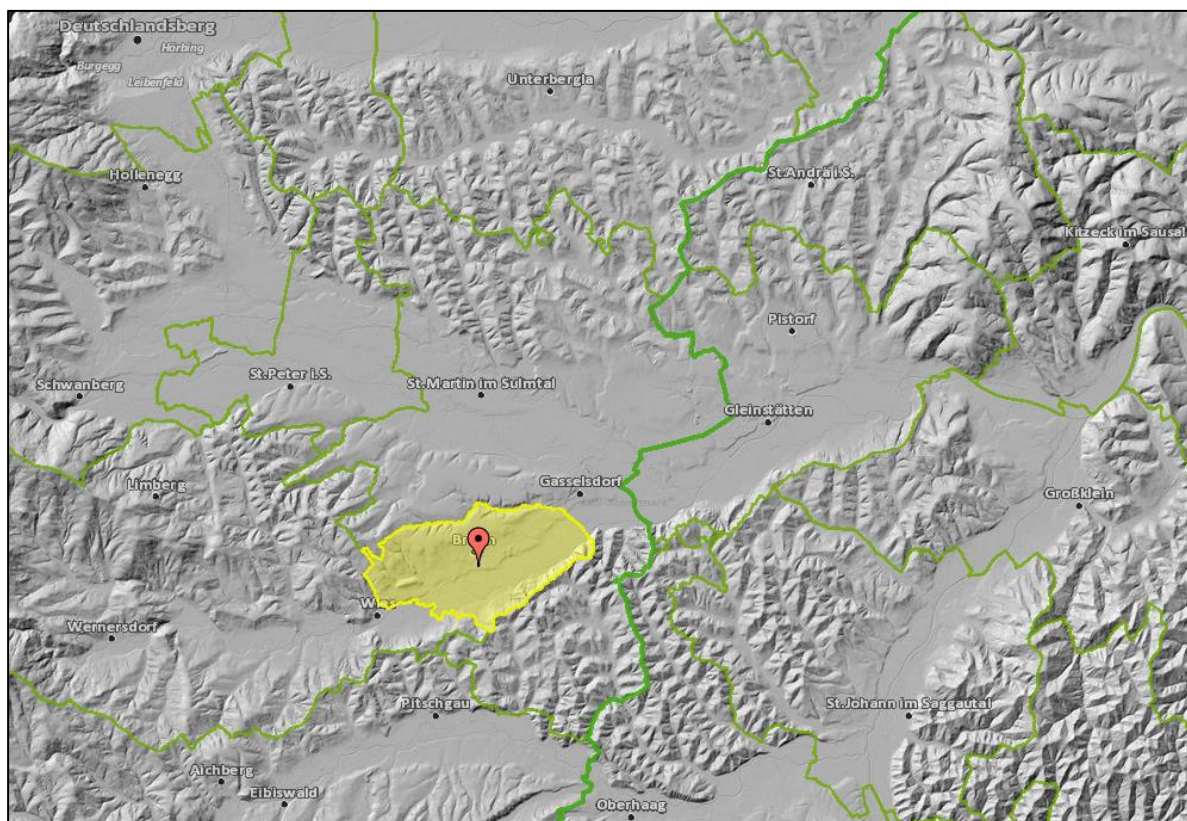 Deutschlandsberg
Hörbing
Burgegg
Leibenfeld
Unterbergla
Hollenegg
St.Andrä i.S.
Kitzeck im Sausal
Pistorf
St.Peter i.S.
Schwanberg
St.Martin im Sulmtal
Gleinstätten
Limberg
Gasselsdorf
Großklein
Wies
Wernersdorf
Pitschgau
St.Johann im Saggautal
Aichberg
Eibiswald
Oberhaag